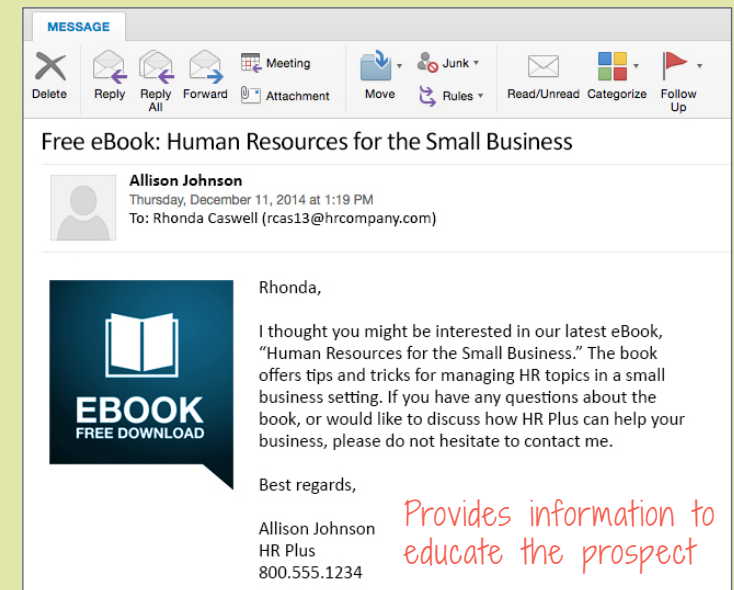 MESSAGE
Delete
Reply
Reply All
Forward
Meeting
Attachment
Move
Junk
Rules
Read/Unread
Categorize
Follow Up
Free eBook: Human Resources for the Small Business
Allison Johnson
Thursday, December 11, 2014 at 1:19 PM
To: Rhonda Caswell (rcas13@hrcompany.com)
EBOOK
FREE DOWNLOAD
Rhonda,
I thought you might be interested in our latest eBook,
“Human Resources for the Small Business.” The book
offers tips and tricks for managing HR topics in a small
business setting. If you have any questions about the
book, or would like to discuss how HR Plus can help your
business, please do not hesitate to contact me.
Best regards,
Allison Johnson
HR Plus
800.555.1234
Provides information to
educate the prospect